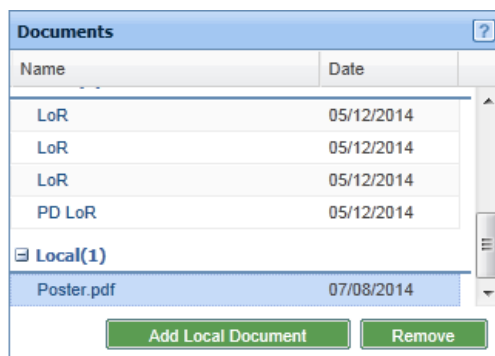 Documents ?
Name Date
LoR 05/12/2014
LoR 05/12/2014
LoR 05/12/2014
PD LoR 05/12/2014
Local(1)
Poster.pdf 07/08/2014
Add Local Document Remove